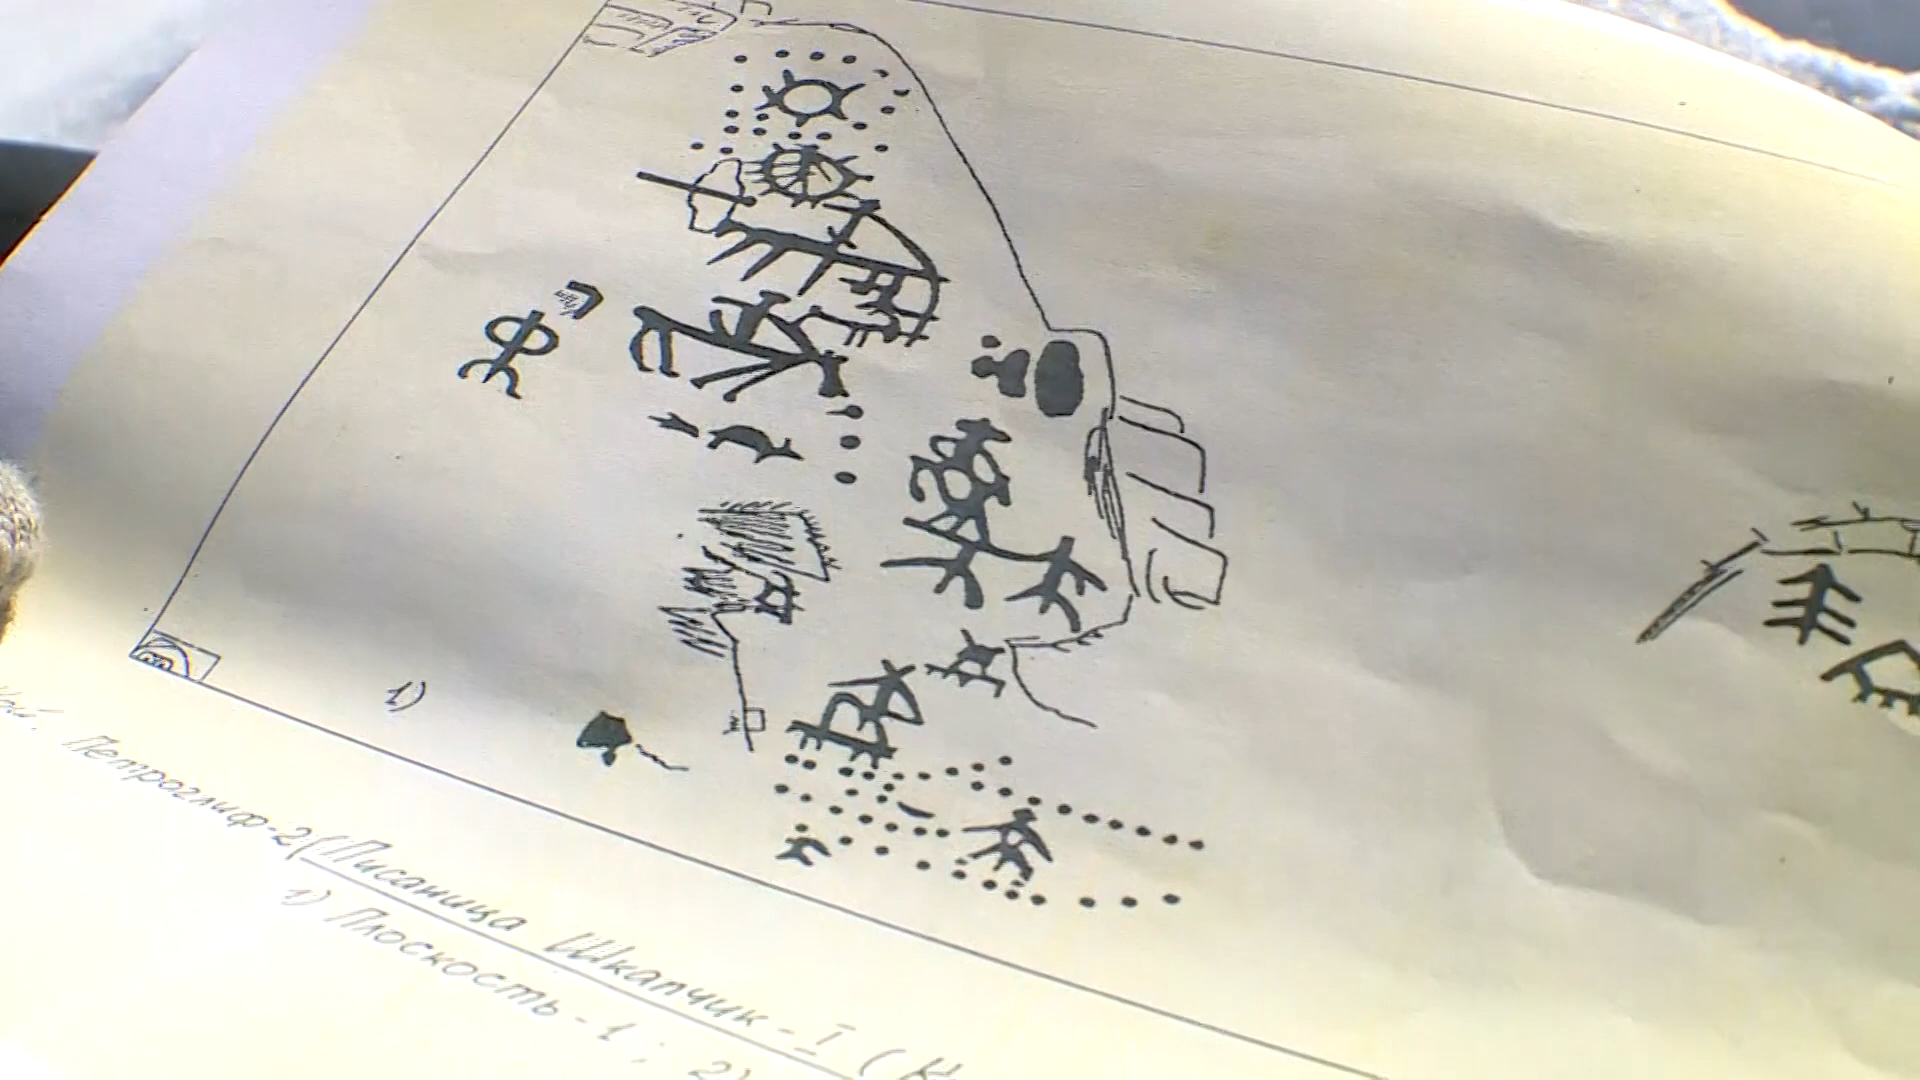 1)
Петроглиф-2 (Писаница Шкапчик-I (
1) Плоскость-1; 2)